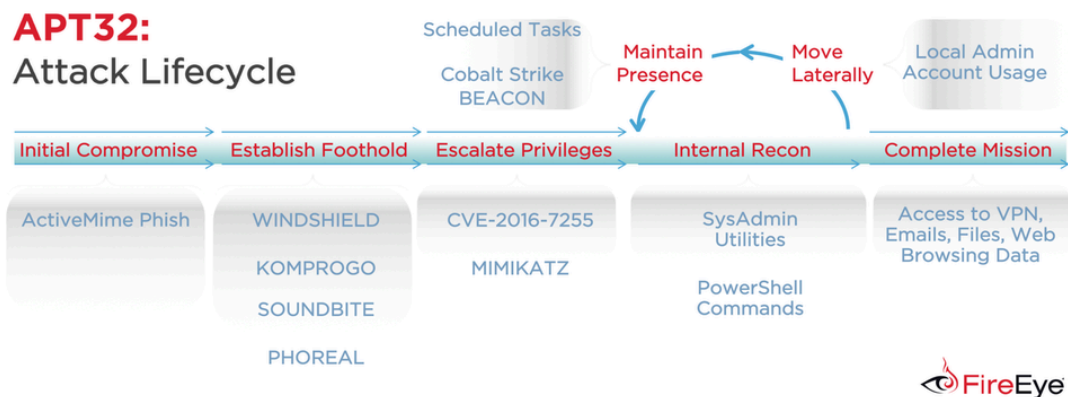 APT32:
Attack Lifecycle
Scheduled Tasks
Cobalt Strike
BEACON
Maintain
Presence
Move
Laterally
Local Admin
Account Usage
Initial Compromise
Establish Foothold
Escalate Privileges
Internal Recon
Complete Mission
ActiveMime Phish
WINDSHIELD
KOMPROGO
SOUNDBITE
PHOREAL
CVE-2016-7255
MIMIKATZ
SysAdmin
Utilities
PowerShell
Commands
Access to VPN,
Emails, Files, Web
Browsing Data
FireEye